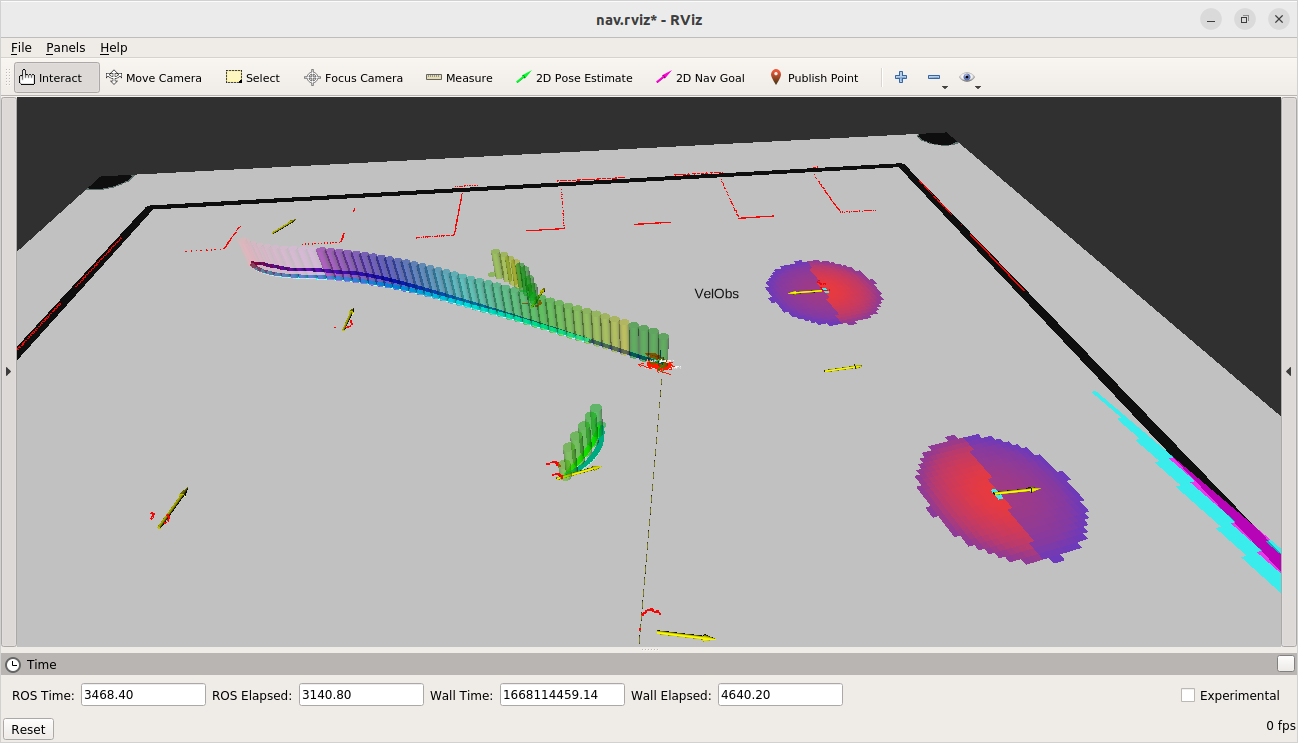 nav.rviz* - RViz
File Panels Help
Interact Move Camera Select Focus Camera Measure 2D Pose Estimate 2D Nav Goal Publish Point
VelObs
Time
ROS Time: 3468.40 ROS Elapsed: 3140.80 Wall Time: 1668114459.14 Wall Elapsed: 4640.20 Experimental
Reset 0 fps